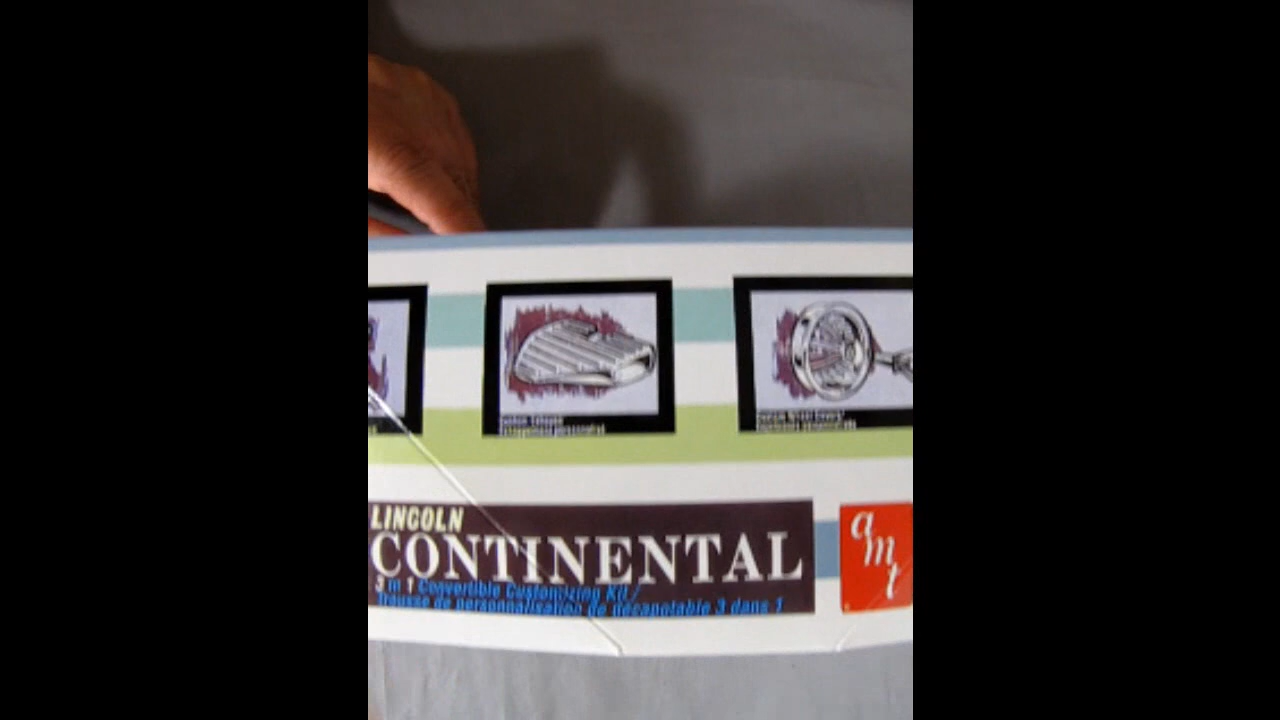 LINCOLN
CONTINENTAL
3 in 1 Convertible Customizing Kit /
Trousse de personnalisation de décapotable 3 dans 1
amt